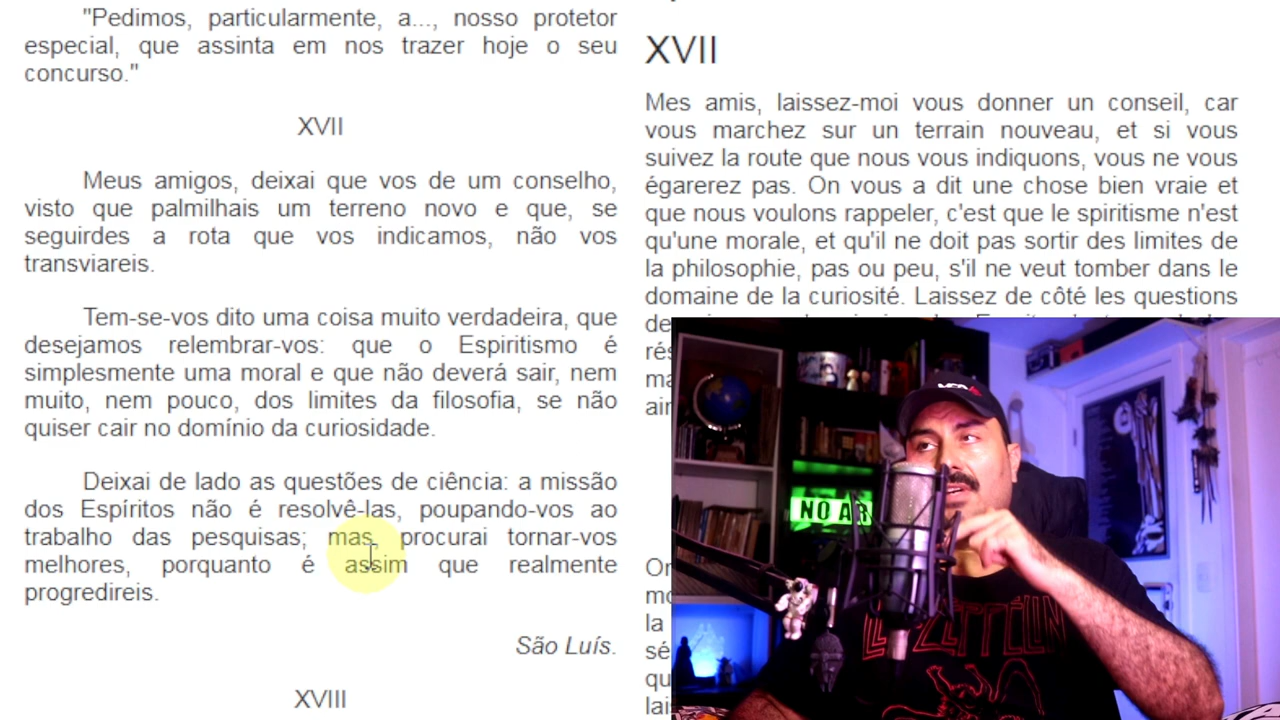 "Pedimos, particularmente, a..., nosso protetor
especial, que assinta em nos trazer hoje o seu
concurso."
XVII
Meus amigos, deixai que vos de um conselho,
visto que palmilhais um terreno novo e que, se
seguirdes a rota que vos indicamos, não vos
transviareis.
Tem-se-vos dito uma coisa muito verdadeira, que
desejamos relembrar-vos: que o Espiritismo é
simplesmente uma moral e que não deverá sair, nem
muito, nem pouco, dos limites da filosofia, se não
quiser cair no domínio da curiosidade.
Deixai de lado as questões de ciência: a missão
dos Espíritos não é resolvê-las, poupando-vos ao
trabalho das pesquisas; mas, procurai tornar-vos
melhores, porquanto é assim que realmente
progredireis.
São Luís.
XVIII
XVII
Mes amis, laissez-moi vous donner un conseil, car
vous marchez sur un terrain nouveau, et si vous
suivez la route que nous vous indiquons, vous ne vous
égarerez pas. On vous a dit une chose bien vraie et
que nous voulons rappeler, c'est que le spiritisme n'est
qu'une morale, et qu'il ne doit pas sortir des limites de
la philosophie, pas ou peu, s'il ne veut tomber dans le
domaine de la curiosité. Laissez de côté les questions
la
NO AR
LED ZEPPELIN